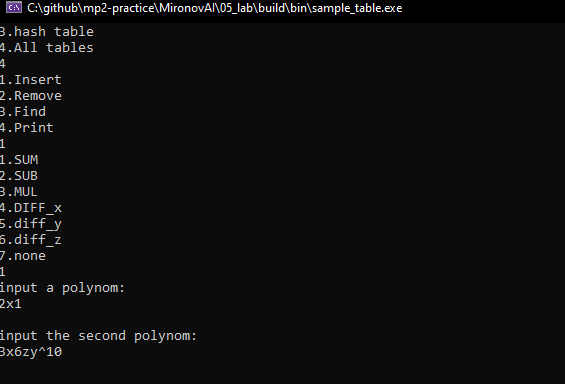 C:\github\mp2-practice\MironovAI\05_lab\build\bin\sample_table.exe
3.hash table
4.All tables
4
1.Insert
2.Remove
3.Find
4.Print
1
1.SUM
2.SUB
3.MUL
4.DIFF_x
5.diff_y
6.diff_z
7.none
1
input a polynom:
2x1
input the second polynom:
3x6zy^10